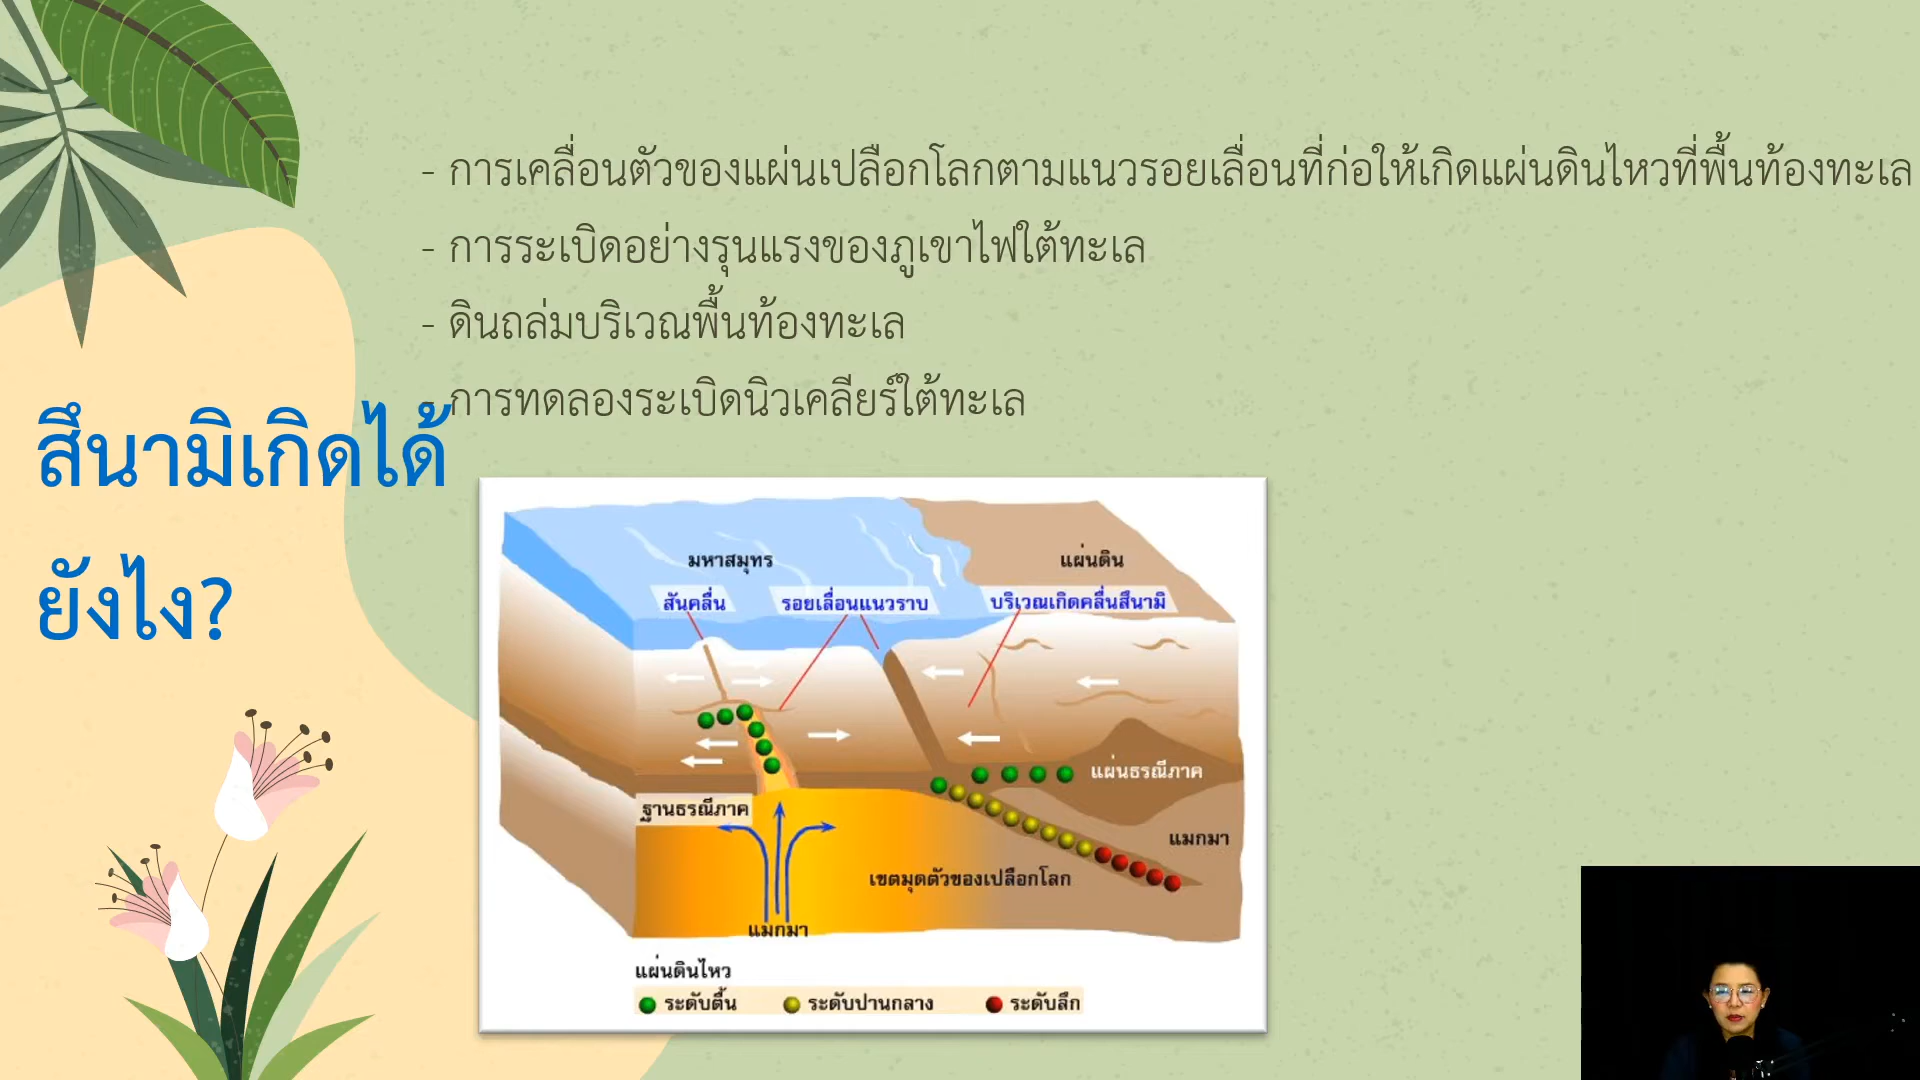 - การเคลื่อนตัวของแผ่นเปลือกโลกตามแนวรอยเลื่อนที่ก่อให้เกิดแผ่นดินไหวที่พื้นท้องทะเล
- การระเบิดอย่างรุนแรงของภูเขาไฟใต้ทะเล
- ดินถล่มบริเวณพื้นท้องทะเล
- การทดลองระเบิดนิวเคลียร์ใต้ทะเล
สึนามิเกิดได้
ยังไง?
มหาสมุทร
แผ่นดิน
สันคลื่น
รอยเลื่อนแนวราบ
บริเวณเกิดคลื่นสึนามิ
แผ่นธรณีภาค
ฐานธรณีภาค
แมกมา
เขตมุดตัวของเปลือกโลก
แมกมา
แผ่นดินไหว
ระดับตื้น
ระดับปานกลาง
ระดับลึก